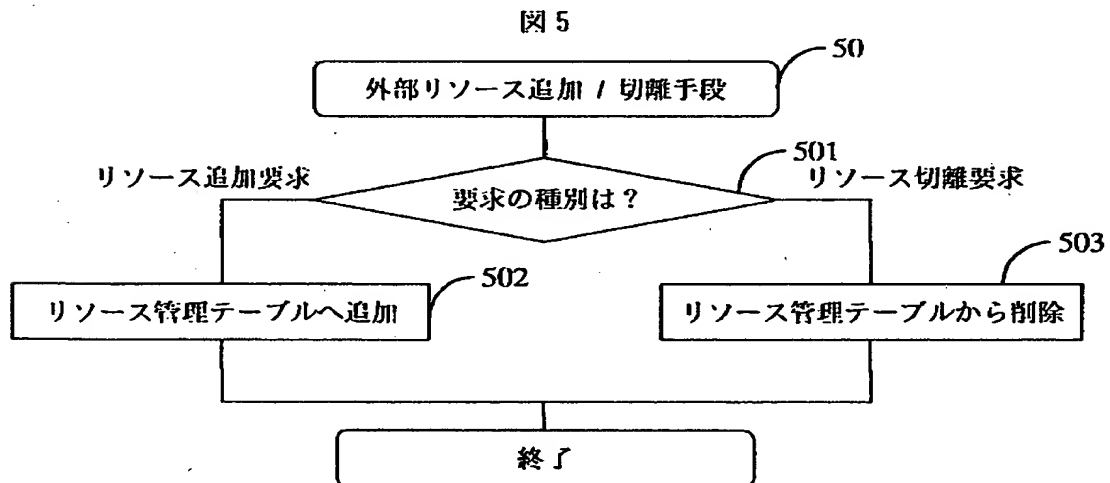 図 5
50
外部リソース追加 / 切離手段
501
リソース追加要求
要求の種別は？
リソース切離要求
502
503
リソース管理テーブルへ追加
リソース管理テーブルから削除
終了